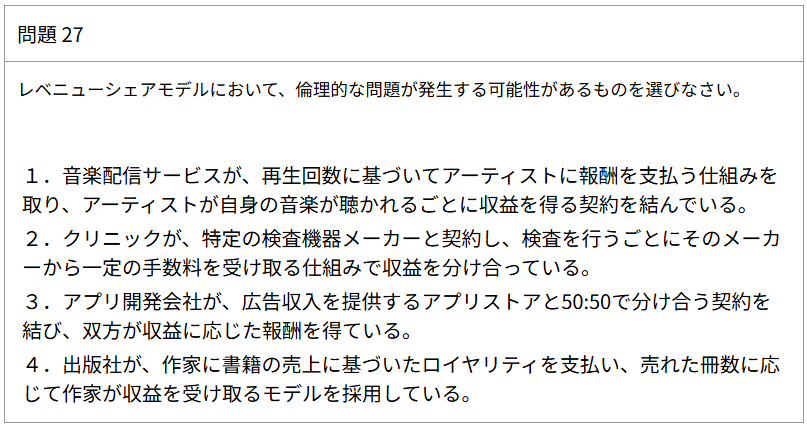 問題 27
レベニューシェアモデルにおいて、倫理的な問題が発生する可能性があるものを選びなさい。
１．音楽配信サービスが、再生回数に基づいてアーティストに報酬を支払う仕組みを
取り、アーティストが自身の音楽が聴かれるごとに収益を得る契約を結んでいる。
２．クリニックが、特定の検査機器メーカーと契約し、検査を行うごとにそのメーカ
ーから一定の手数料を受け取る仕組みで収益を分け合っている。
３．アプリ開発会社が、広告収入を提供するアプリストアと50:50で分け合う契約を
結び、双方が収益に応じた報酬を得ている。
４．出版社が、作家に書籍の売上に基づいたロイヤリティを支払い、売れた冊数に応
じて作家が収益を受け取るモデルを採用している。